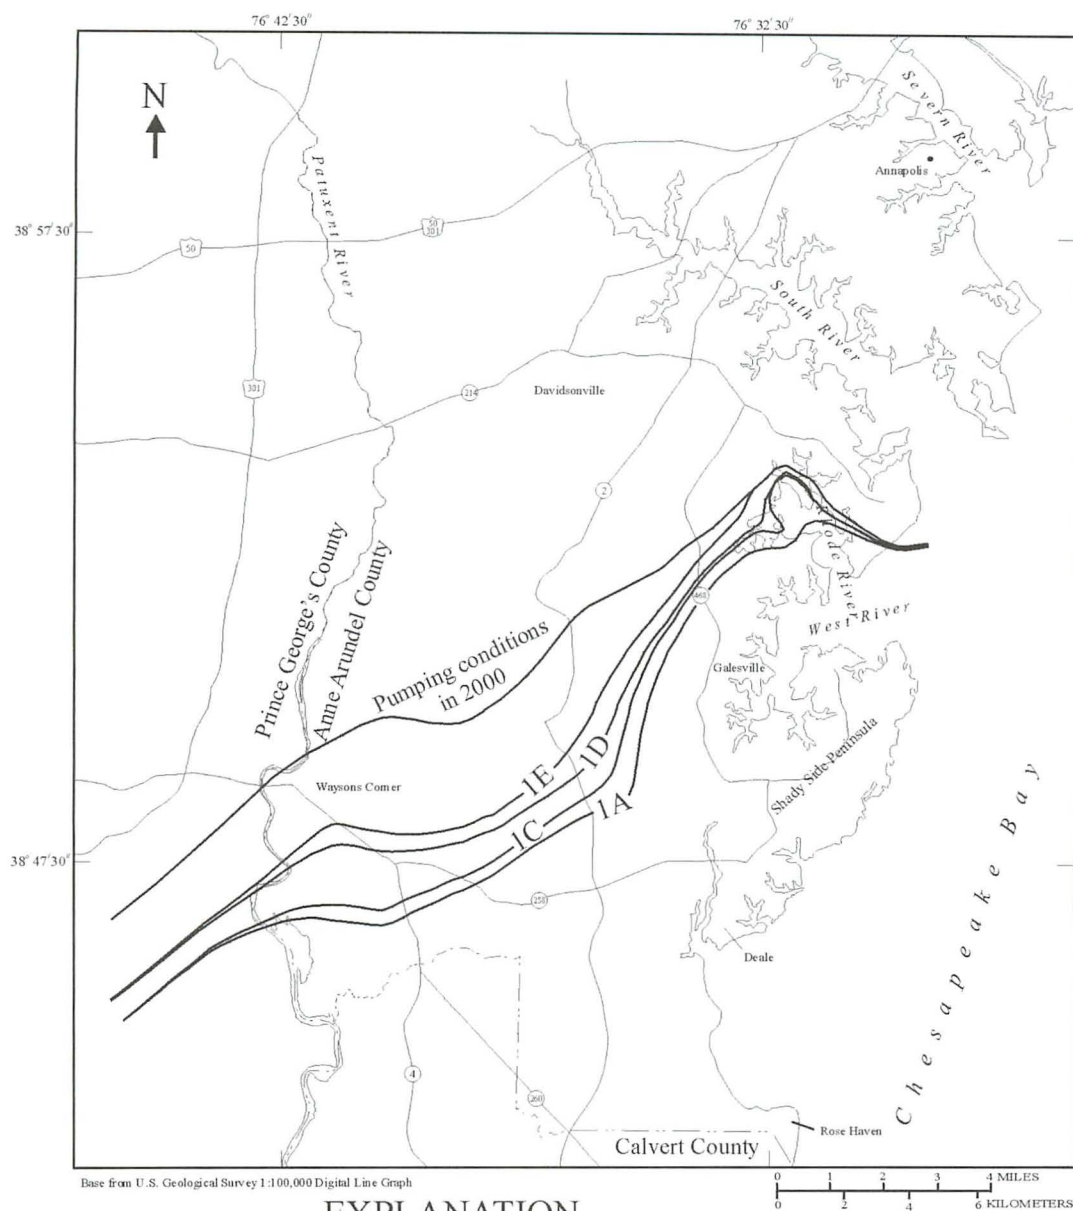 76° 42' 30"
76° 32' 30"
N
Severn River
Annapolis
Patuxent River
38° 57' 30"
50
50
301
South River
301
214
Davidsonville
2
Prince George's County
Anne Arundel County
Rhode River
468
West River
Pumping conditions
in 2000
Galesville
Shady Side Peninsula
Waysons Corner
1E
1D
1C
1A
38° 47' 30"
258
Deale
Chesapeake Bay
4
260
Rose Haven
Calvert County
Base from U.S. Geological Survey 1:100,000 Digital Line Graph
0 1 2 3 4 MILES
0 2 4 6 KILOMETERS
EXPLANATION